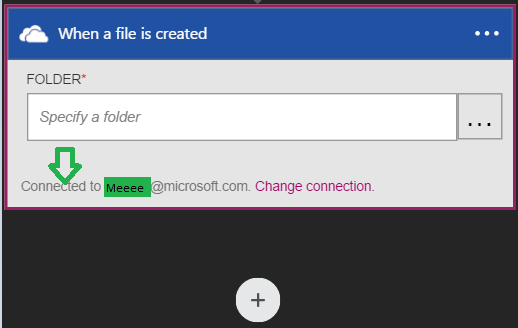 When a file is created
...
FOLDER*
Specify a folder
...
Connected to Meeee @microsoft.com. Change connection.
+